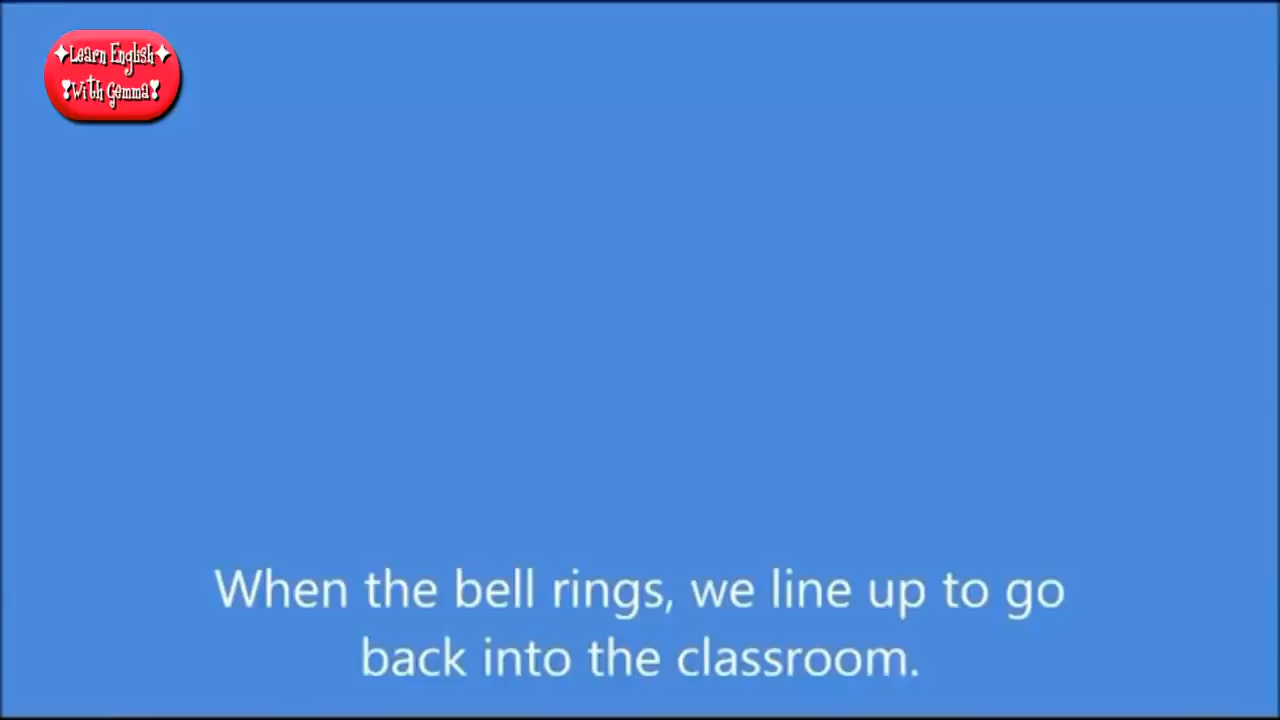 Learn English
With Gemma
When the bell rings, we line up to go
back into the classroom.